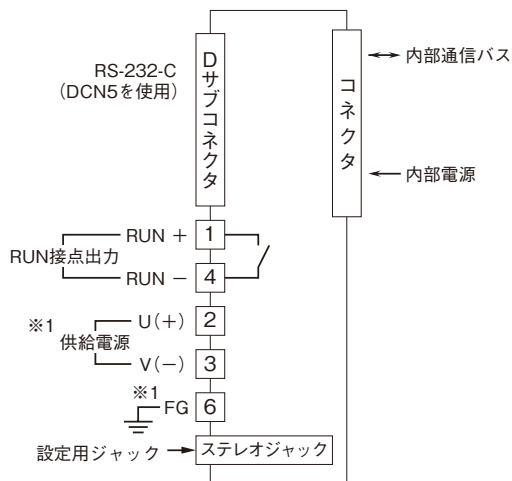 RS-232-C
（DCN5を使用）
Dサブコネクタ
コネクタ
内部通信バス
内部電源
RUN接点出力
RUN ＋
1
RUN －
4
※1
供給電源
U（＋）
2
V（－）
3
※1
FG
6
設定用ジャック
ステレオジャック